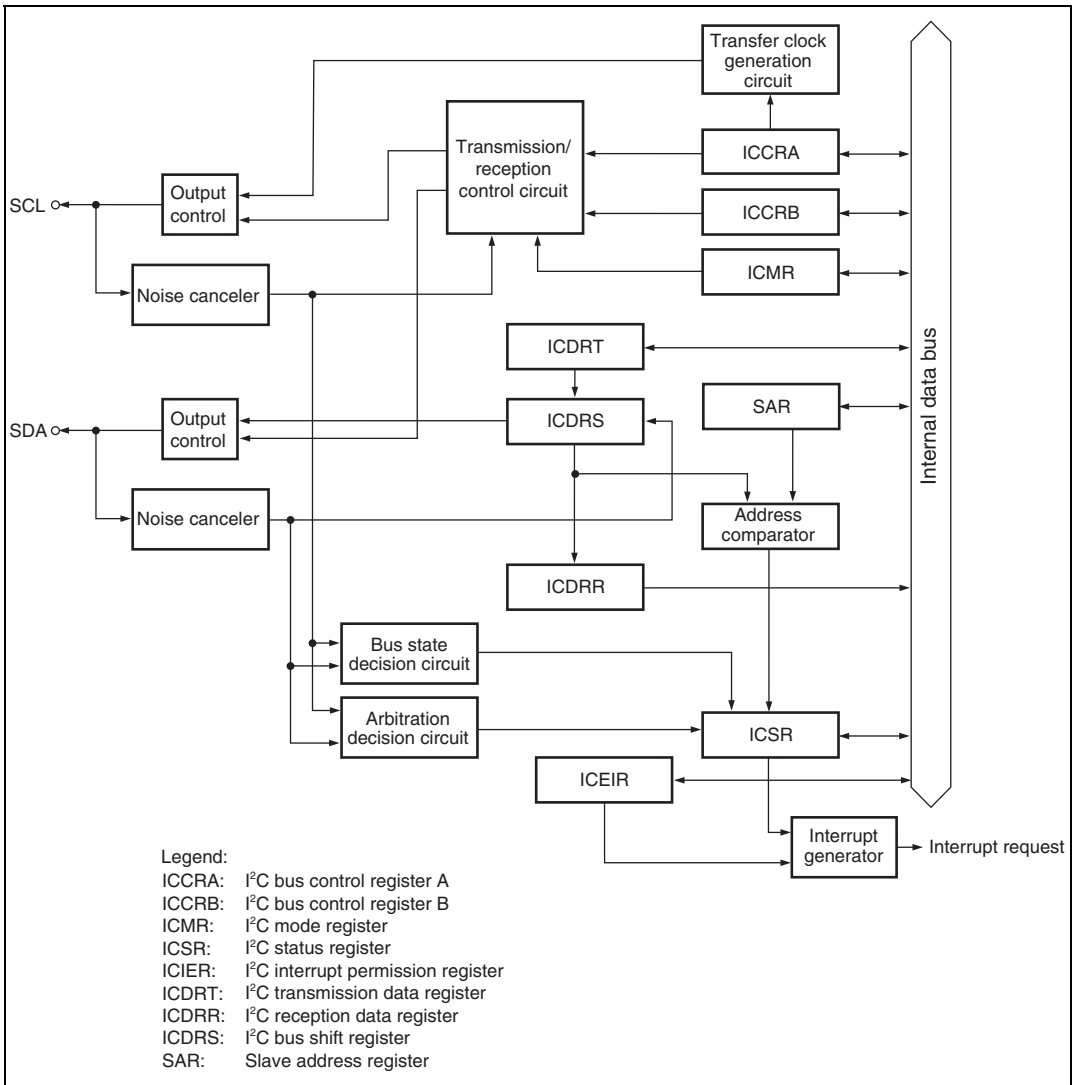 Transfer clock
generation
circuit
Transmission/
reception
control circuit
ICCRA
SCL
Output
control
ICCRB
ICMR
Noise canceler
ICDRT
SDA
Output
control
ICDRS
SAR
Internal data bus
Noise canceler
Address
comparator
ICDRR
Bus state
decision circuit
Arbitration
decision circuit
ICSR
ICEIR
Interrupt
generator
Interrupt request
Legend:
ICCRA: I²C bus control register A
ICCRB: I²C bus control register B
ICMR: I²C mode register
ICSR: I²C status register
ICIER: I²C interrupt permission register
ICDRT: I²C transmission data register
ICDRR: I²C reception data register
ICDRS: I²C bus shift register
SAR: Slave address register